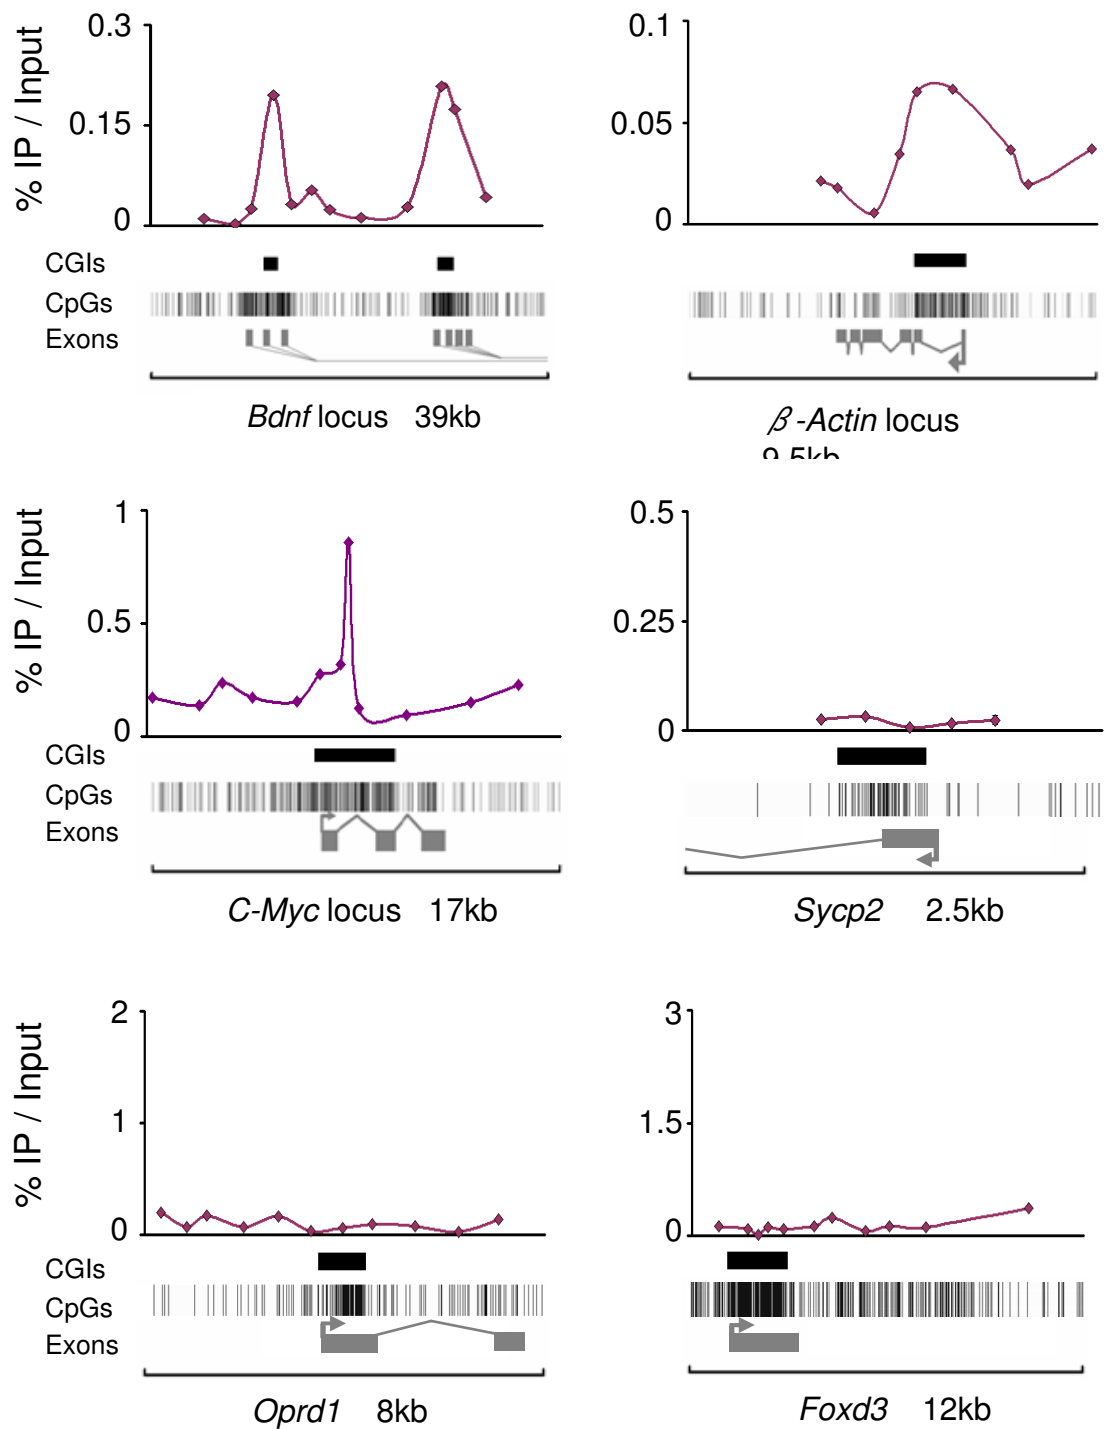 0.3
0.15
0
% IP / Input
CGIs
CpGs
Exons
Bdnf locus 39kb
0.1
0.05
0
β-Actin locus
9.5kb
1
0.5
0
% IP / Input
CGIs
CpGs
Exons
C-Myc locus 17kb
0.5
0.25
0
Sycp2 2.5kb
2
1
0
% IP / Input
CGIs
CpGs
Exons
Oprd1 8kb
3
1.5
0
Foxd3 12kb